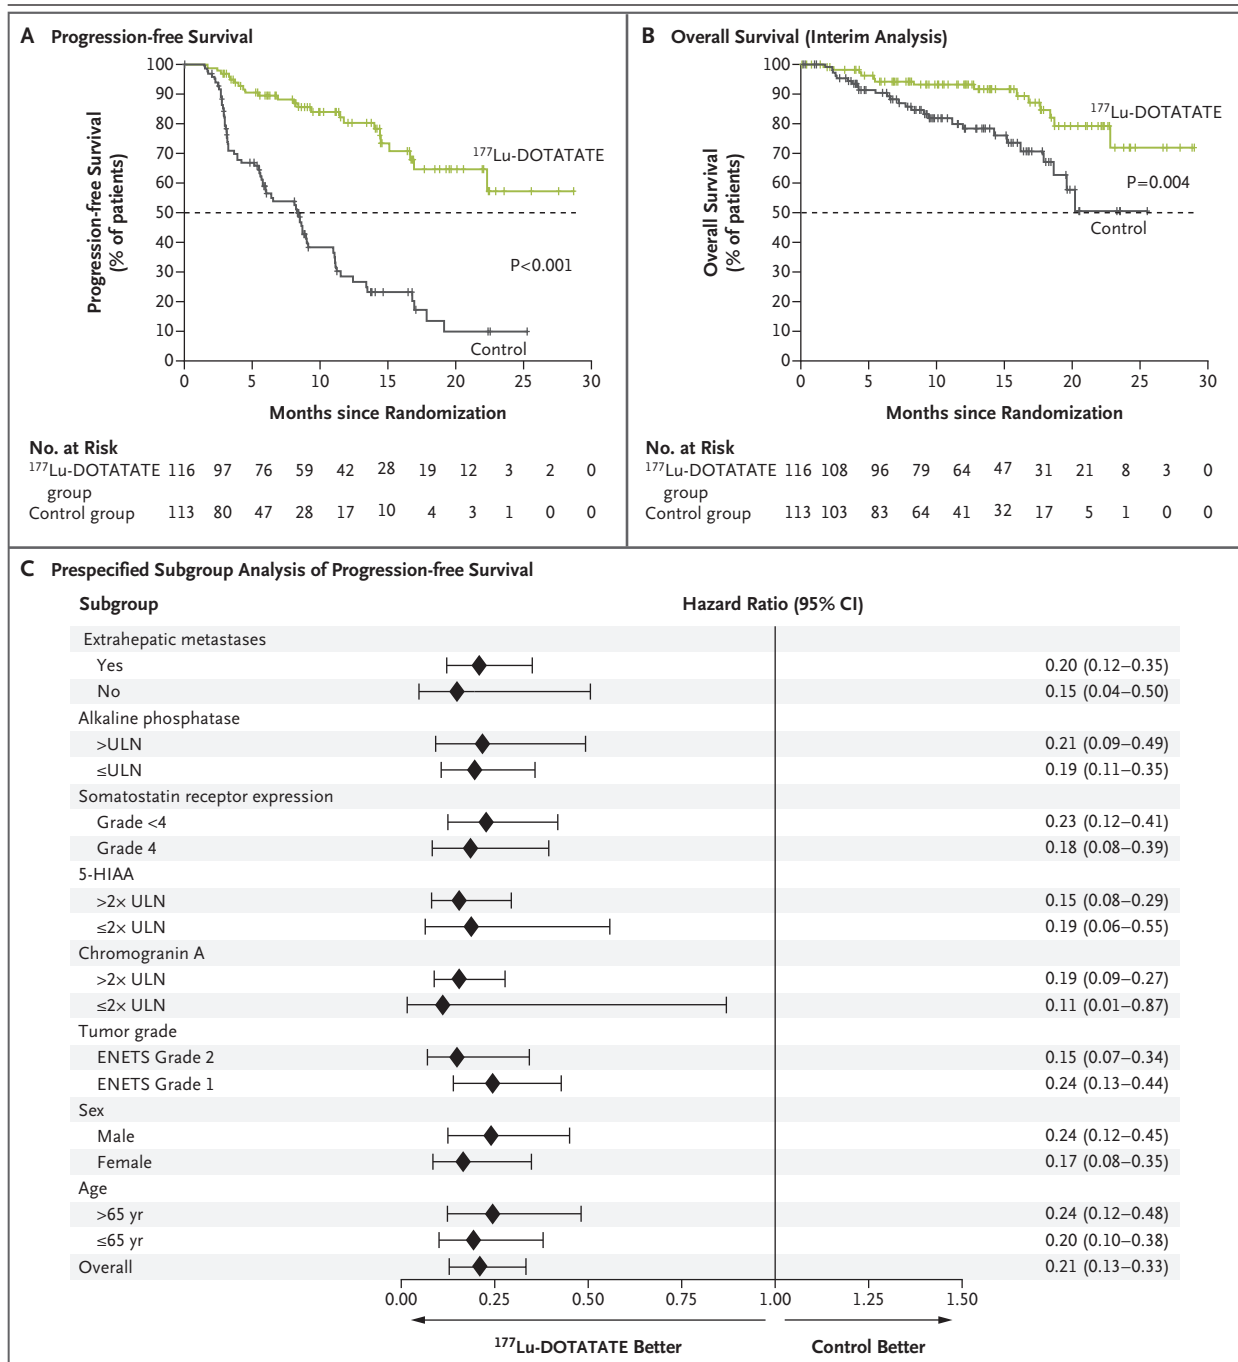 A Progression-free Survival
100
90
80
70
60
50
40
30
20
10
0
Progression-free Survival
(% of patients)
177Lu-DOTATATE
P<0.001
Control
0 5 10 15 20 25 30
Months since Randomization
No. at Risk
177Lu-DOTATATE 116 97 76 59 42 28 19 12 3 2 0
group
Control group 113 80 47 28 17 10 4 3 1 0 0
B Overall Survival (Interim Analysis)
100
90
80
70
60
50
40
30
20
10
0
Overall Survival
(% of patients)
177Lu-DOTATATE
P=0.004
Control
0 5 10 15 20 25 30
Months since Randomization
No. at Risk
177Lu-DOTATATE 116 108 96 79 64 47 31 21 8 3 0
group
Control group 113 103 83 64 41 32 17 5 1 0 0
C Prespecified Subgroup Analysis of Progression-free Survival
Subgroup Hazard Ratio (95% CI)
Extrahepatic metastases
Yes 0.20 (0.12–0.35)
No 0.15 (0.04–0.50)
Alkaline phosphatase
>ULN 0.21 (0.09–0.49)
≤ULN 0.19 (0.11–0.35)
Somatostatin receptor expression
Grade <4 0.23 (0.12–0.41)
Grade 4 0.18 (0.08–0.39)
5-HIAA
>2× ULN 0.15 (0.08–0.29)
≤2× ULN 0.19 (0.06–0.55)
Chromogranin A
>2× ULN 0.19 (0.09–0.27)
≤2× ULN 0.11 (0.01–0.87)
Tumor grade
ENETS Grade 2 0.15 (0.07–0.34)
ENETS Grade 1 0.24 (0.13–0.44)
Sex
Male 0.24 (0.12–0.45)
Female 0.17 (0.08–0.35)
Age
>65 yr 0.24 (0.12–0.48)
≤65 yr 0.20 (0.10–0.38)
Overall 0.21 (0.13–0.33)
0.00 0.25 0.50 0.75 1.00 1.25 1.50
177Lu-DOTATATE Better Control Better